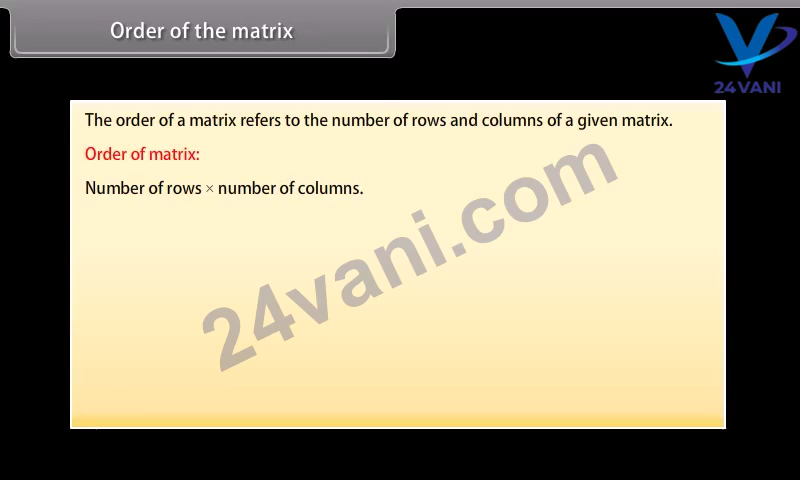 Order of the matrix
24VANI
The order of a matrix refers to the number of rows and columns of a given matrix.
Order of matrix:
Number of rows × number of columns.
24vani.com